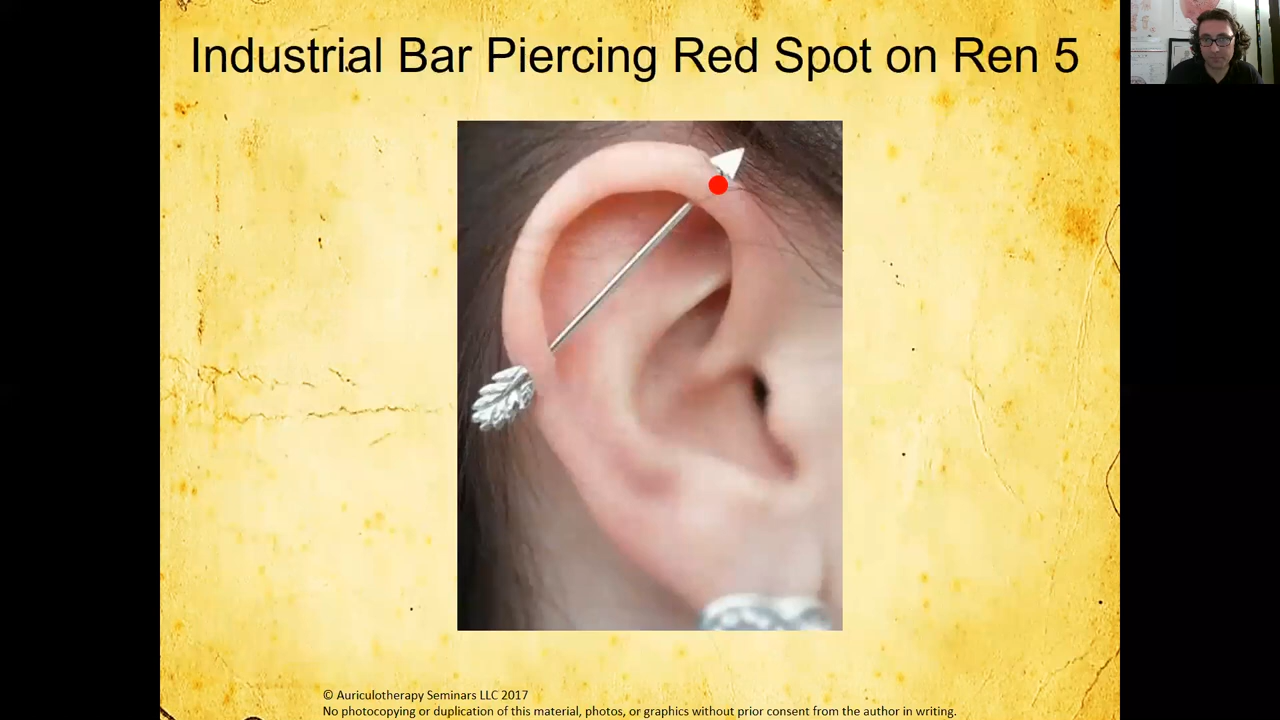 Industrial Bar Piercing Red Spot on Ren 5
© Auriculotherapy Seminars LLC 2017
No photocopying or duplication of this material, photos, or graphics without prior consent from the author in writing.